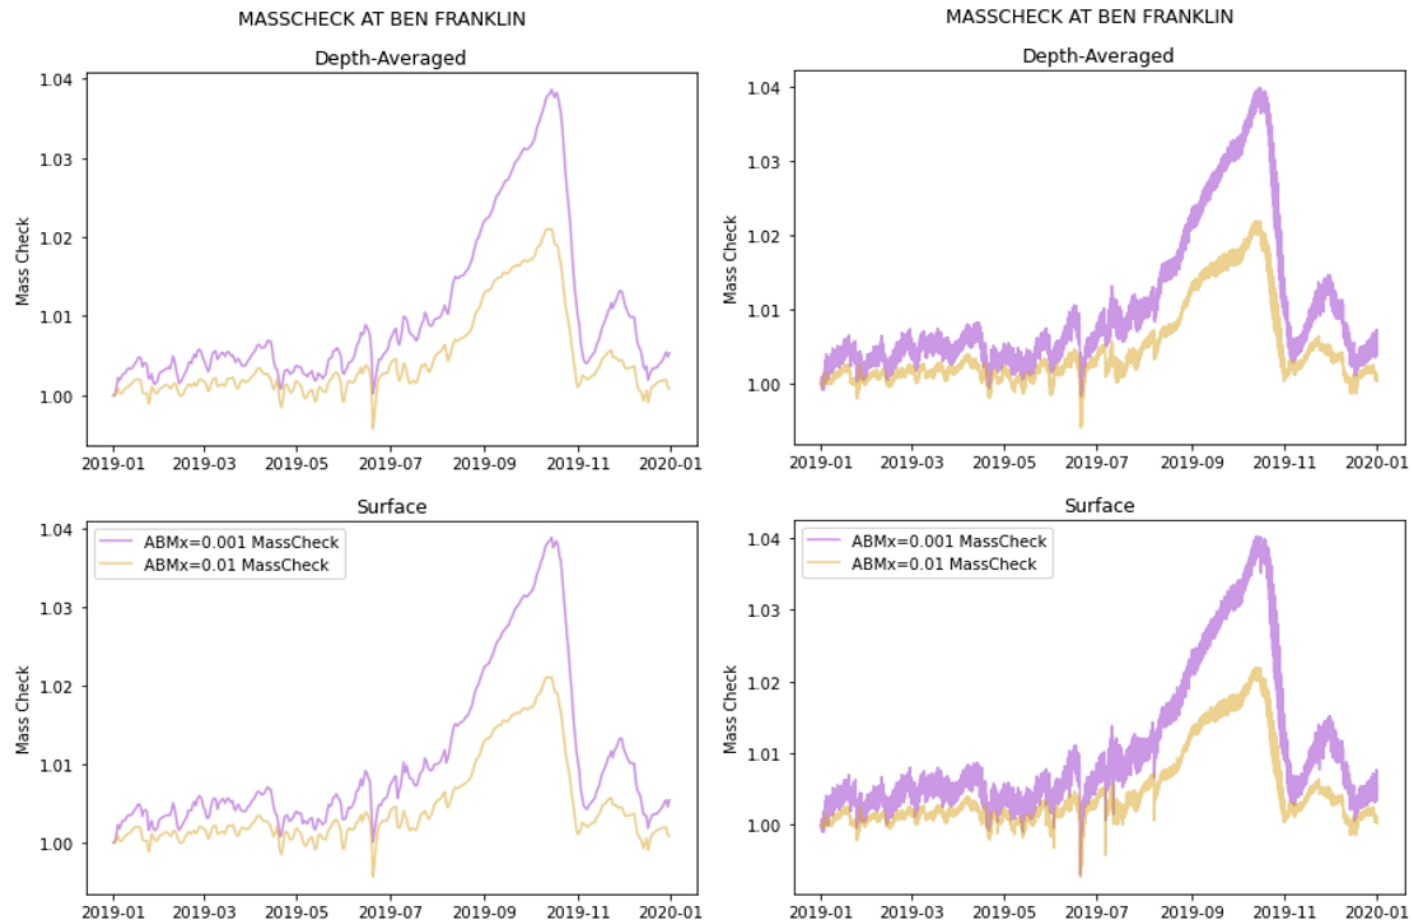 MASSCHECK AT BEN FRANKLIN
Depth-Averaged
1.04
1.03
1.02
1.01
1.00
Mass Check
2019-01 2019-03 2019-05 2019-07 2019-09 2019-11 2020-01
Surface
1.04
1.03
1.02
1.01
1.00
Mass Check
ABMx=0.001 MassCheck
ABMx=0.01 MassCheck
2019-01 2019-03 2019-05 2019-07 2019-09 2019-11 2020-01
MASSCHECK AT BEN FRANKLIN
Depth-Averaged
1.04
1.03
1.02
1.01
1.00
Mass Check
2019-01 2019-03 2019-05 2019-07 2019-09 2019-11 2020-01
Surface
1.04
1.03
1.02
1.01
1.00
Mass Check
ABMx=0.001 MassCheck
ABMx=0.01 MassCheck
2019-01 2019-03 2019-05 2019-07 2019-09 2019-11 2020-01